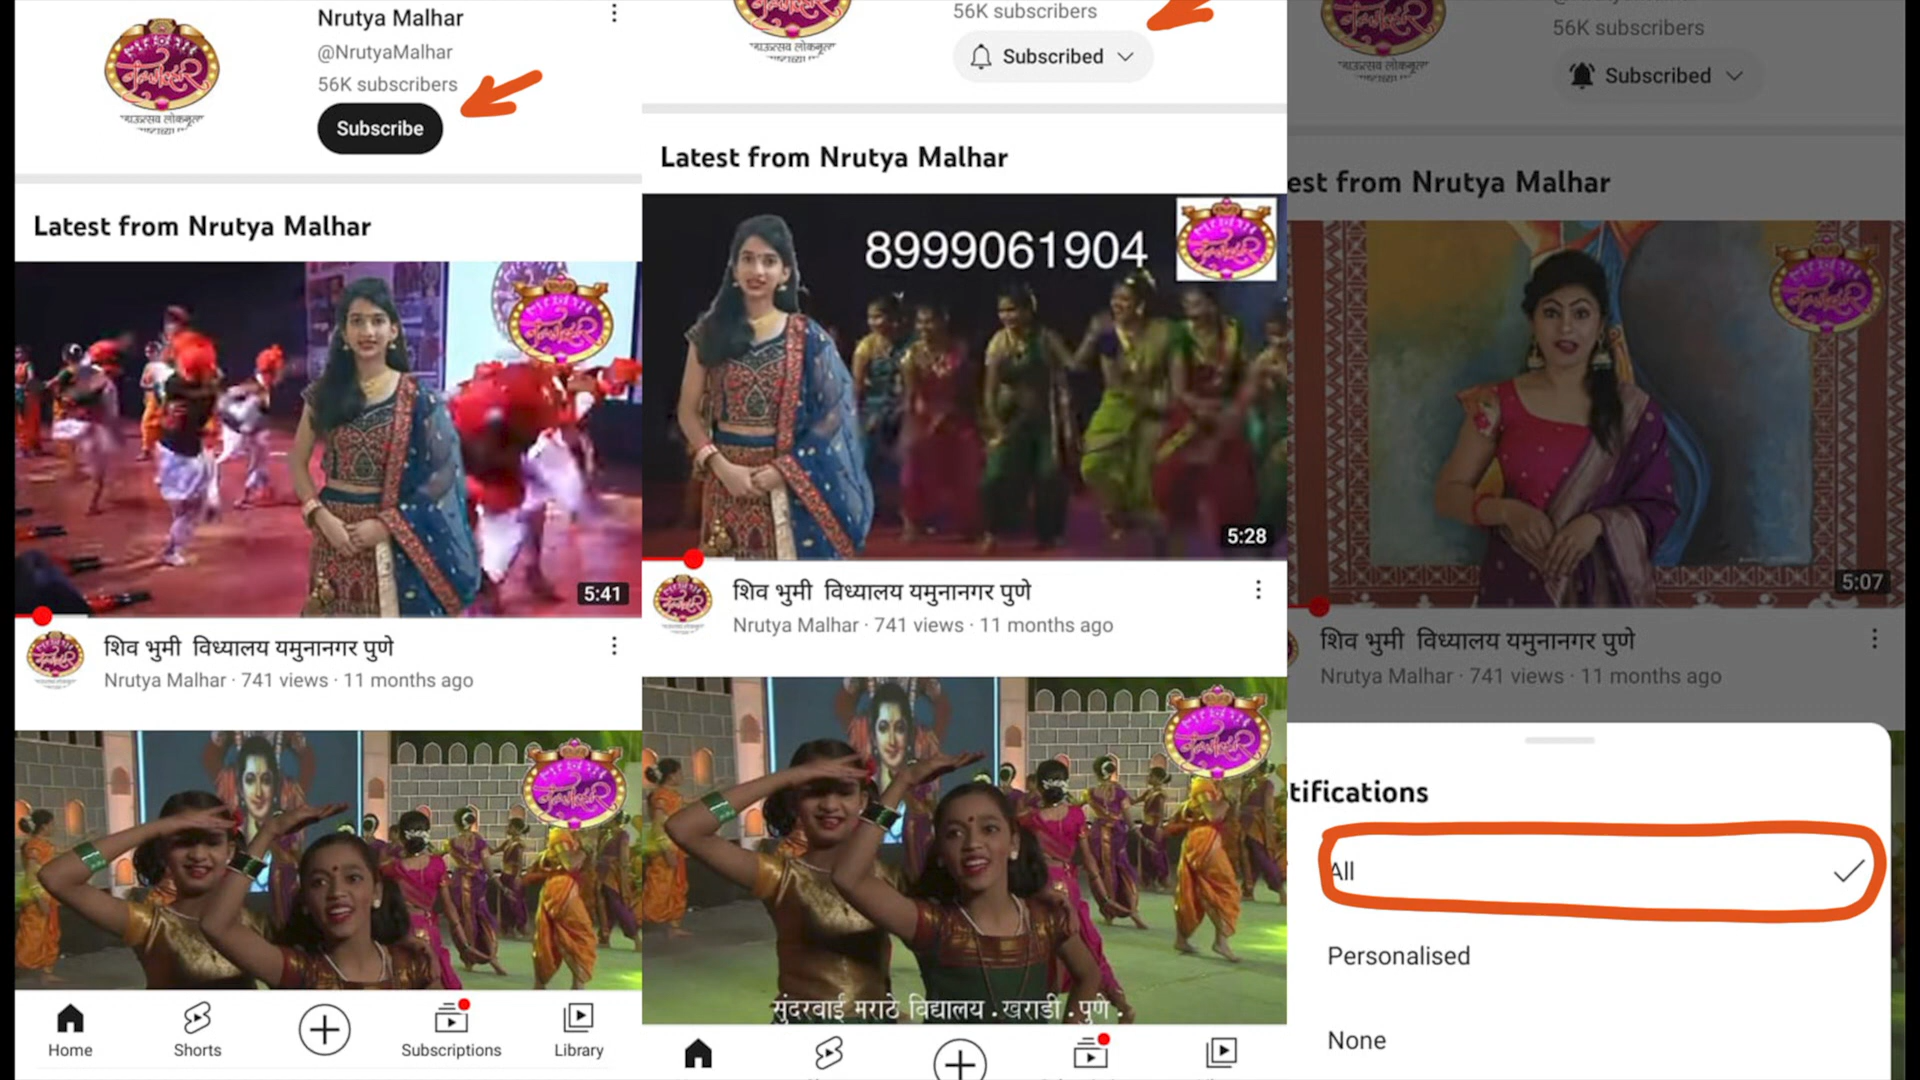 Nrutya Malhar
@NrutyaMalhar
56K subscribers
Subscribe
Latest from Nrutya Malhar
5:41
शिव भुमी विध्यालय यमुनानगर पुणे
Nrutya Malhar · 741 views · 11 months ago
Home
Shorts
Subscriptions
Library
56K subscribers
Subscribed
Latest from Nrutya Malhar
8999061904
5:28
शिव भुमी विध्यालय यमुनानगर पुणे
Nrutya Malhar · 741 views · 11 months ago
सुंदरवाई मराठे विद्यालय . खराडी . पुणे .
56K subscribers
Subscribed
est from Nrutya Malhar
5:07
शिव भुमी विध्यालय यमुनानगर पुणे
Nrutya Malhar · 741 views · 11 months ago
tifications
All
Personalised
None